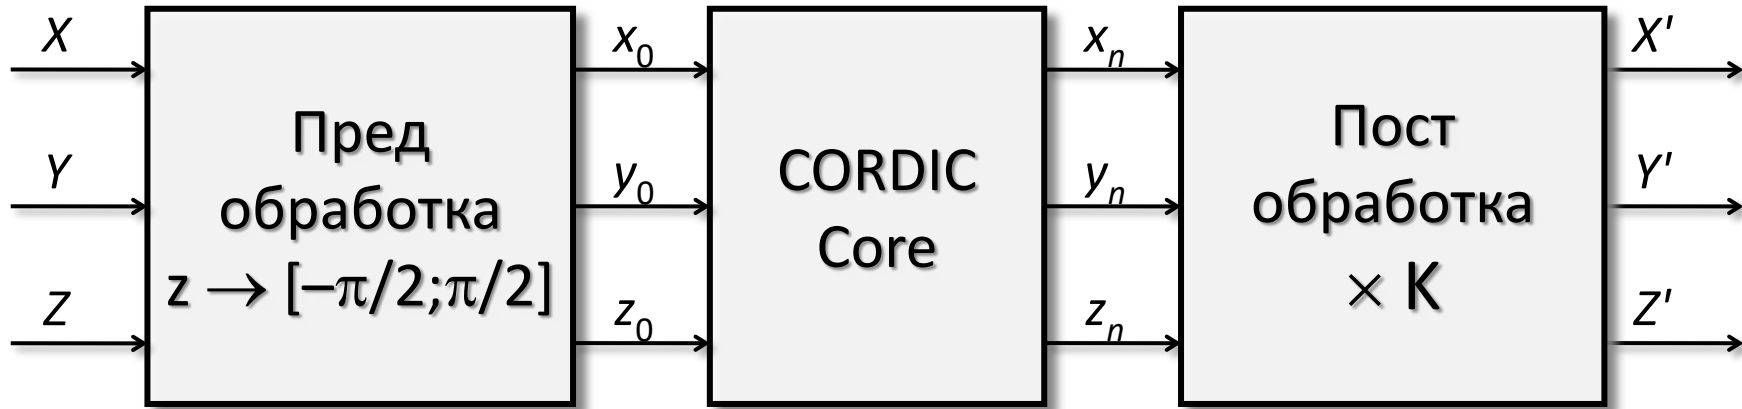 X x₀ xₙ X′
Пред
обработка
z → [−π/2;π/2]
Y y₀ yₙ Y′
CORDIC
Core
Пост
обработка
× K
Z z₀ zₙ Z′